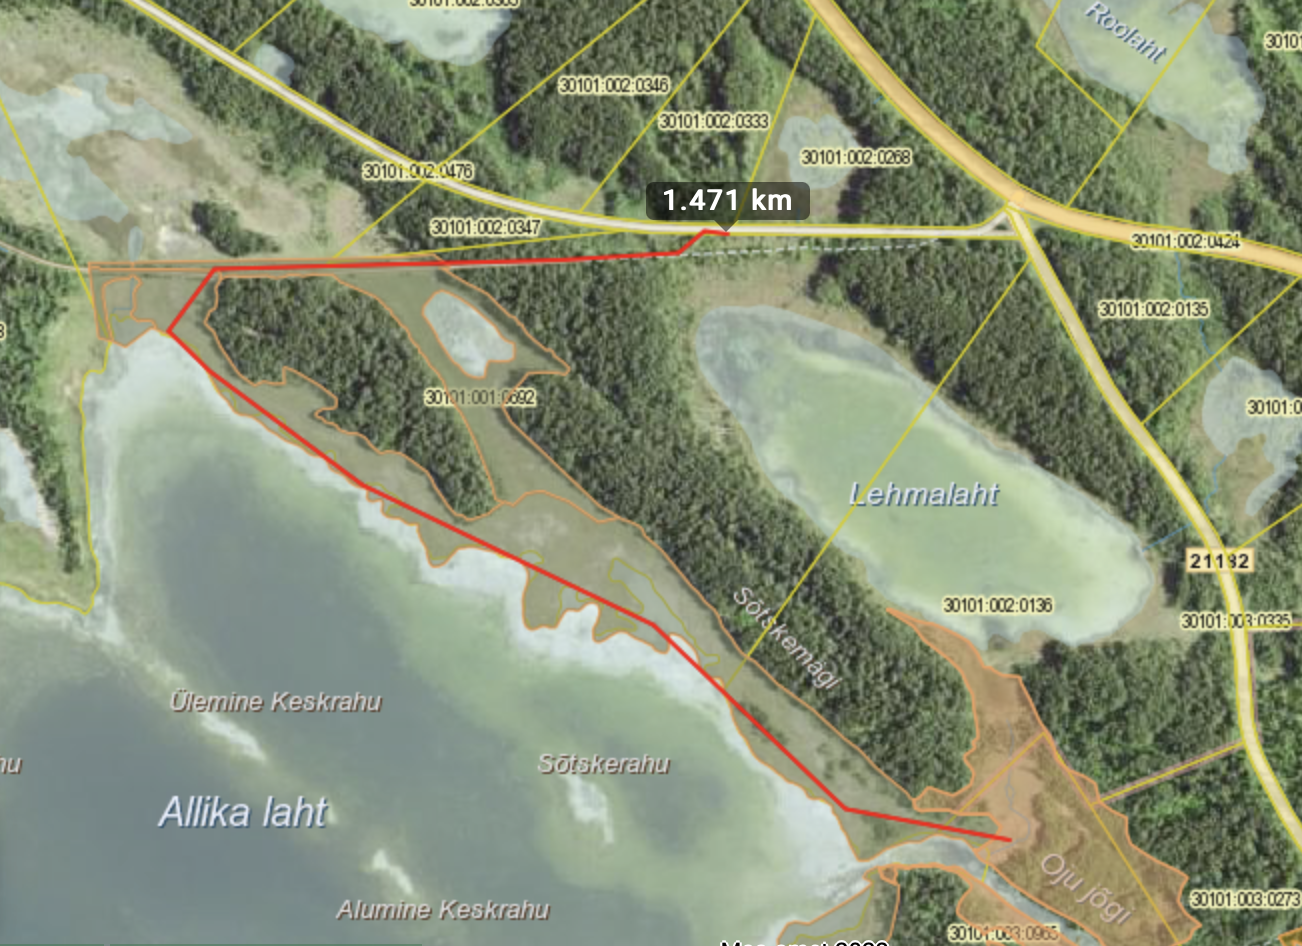 Roolaht
30101:002:0346
30101:002:0333
30101:002:0268
30101:002:0476
1.471 km
30101:002:0347
30101:002:0424
30101:002:0135
30101:001:0692
Lehmalaht
21182
30101:002:0136
30101:003:0335
Sõtskemägi
Ülemine Keskrahu
Sõtskerahu
Allika laht
Oju jõgi
30101:003:0273
Alumine Keskrahu
30101:003:0965